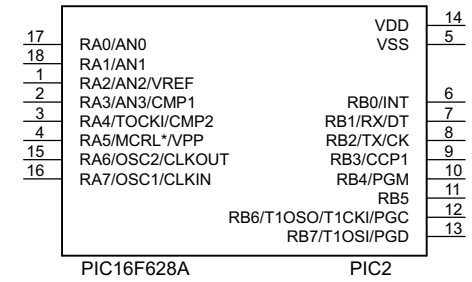 VDD 14
VSS 5
17 RA0/AN0
18 RA1/AN1
1 RA2/AN2/VREF
2 RA3/AN3/CMP1
3 RA4/TOCKI/CMP2
4 RA5/MCRL*/VPP
15 RA6/OSC2/CLKOUT
16 RA7/OSC1/CLKIN
RB0/INT 6
RB1/RX/DT 7
RB2/TX/CK 8
RB3/CCP1 9
RB4/PGM 10
RB5 11
RB6/T1OSO/T1CKI/PGC 12
RB7/T1OSI/PGD 13
PIC16F628A PIC2